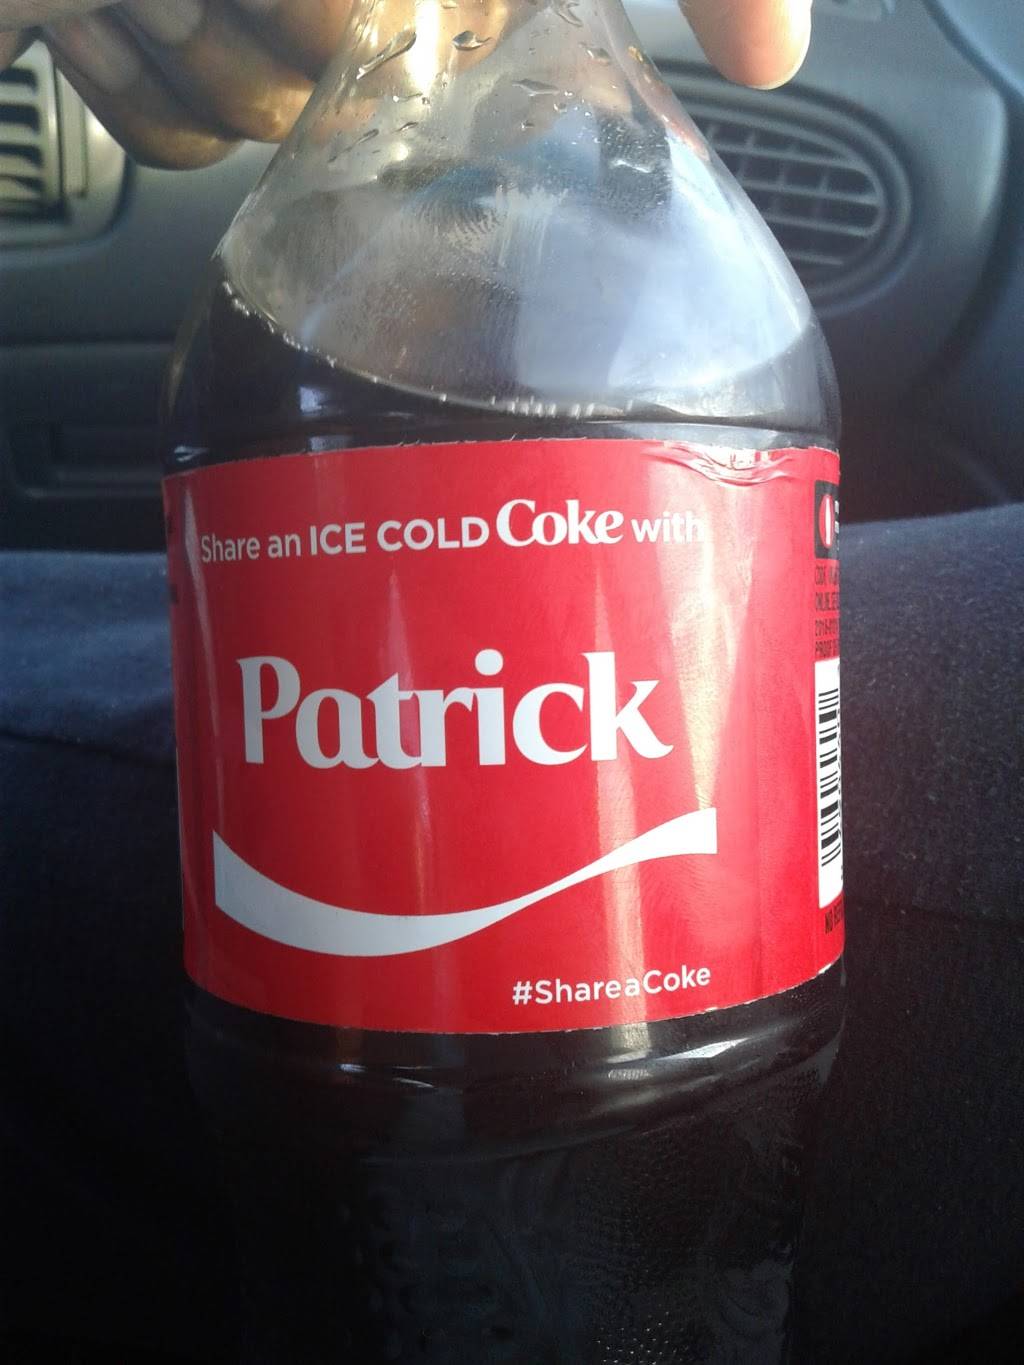 Share an ICE COLD Coke with
Patrick
#ShareaCoke